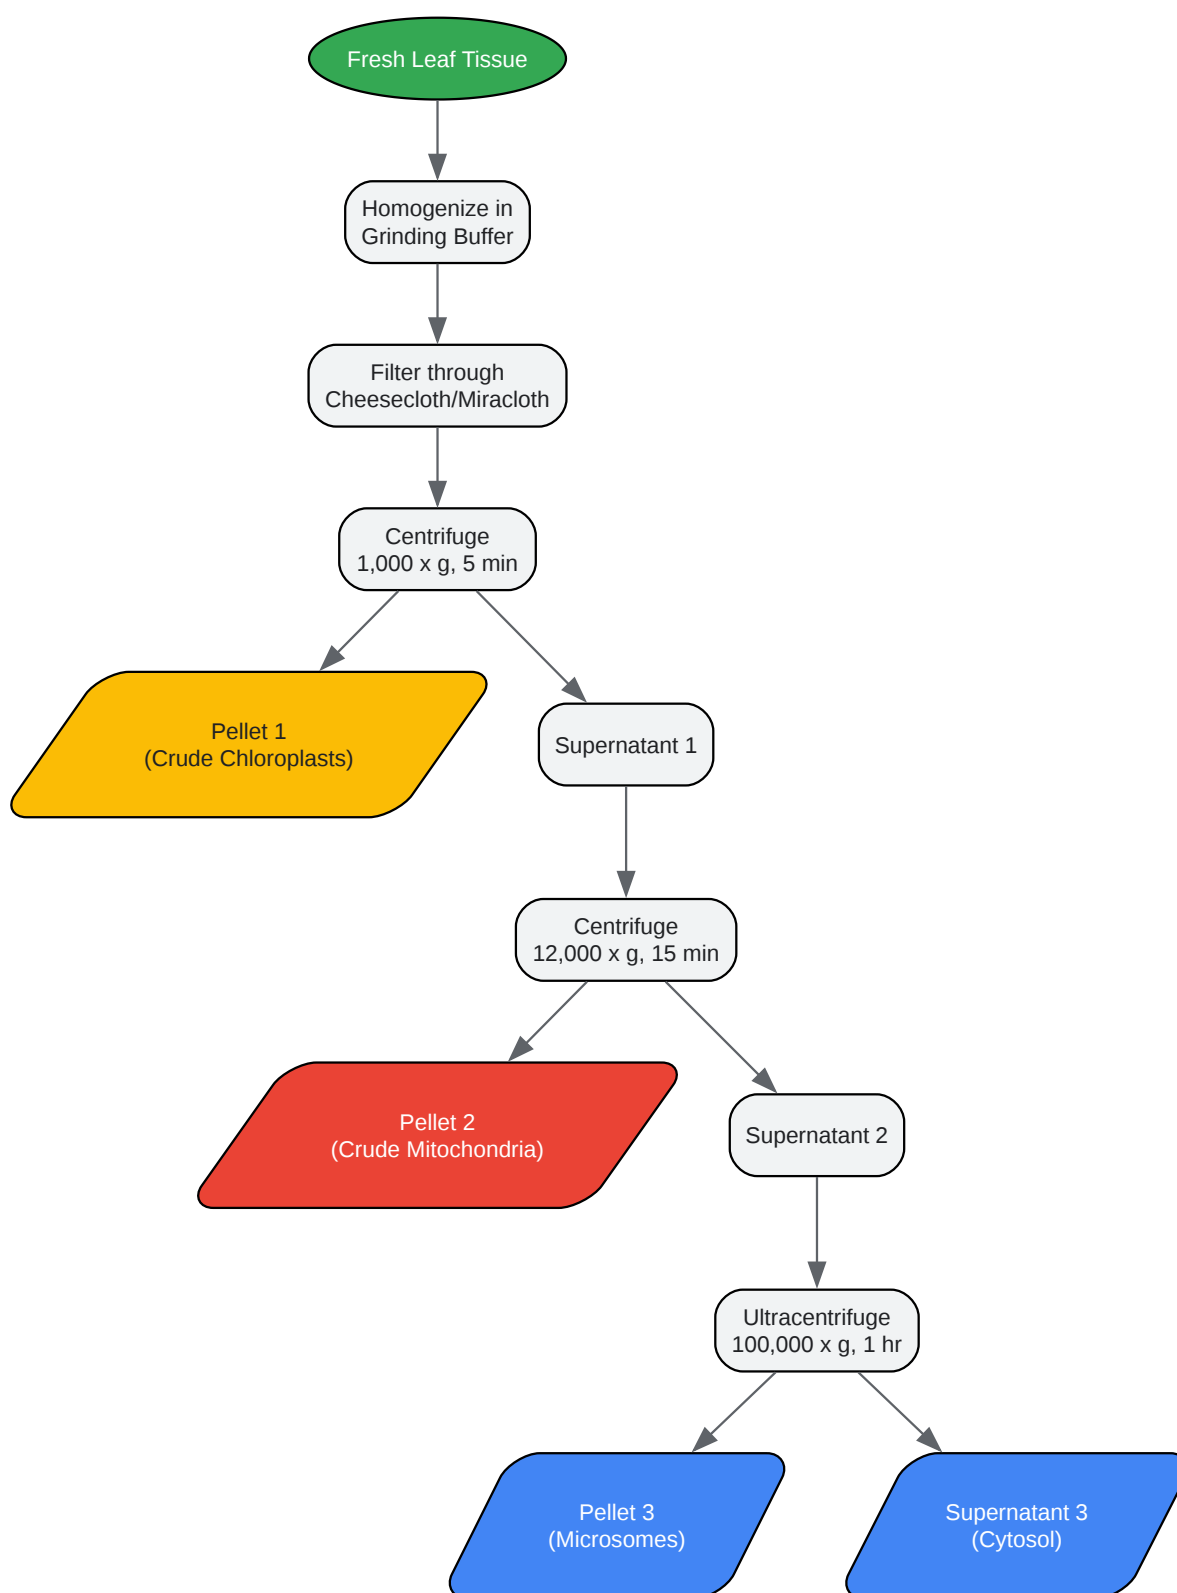 Fresh Leaf Tissue
Homogenize in
Grinding Buffer
Filter through
Cheesecloth/Miracloth
Centrifuge
1,000 x g, 5 min
Pellet 1
(Crude Chloroplasts)
Supernatant 1
Centrifuge
12,000 x g, 15 min
Pellet 2
(Crude Mitochondria)
Supernatant 2
Ultracentrifuge
100,000 x g, 1 hr
Pellet 3
(Microsomes)
Supernatant 3
(Cytosol)